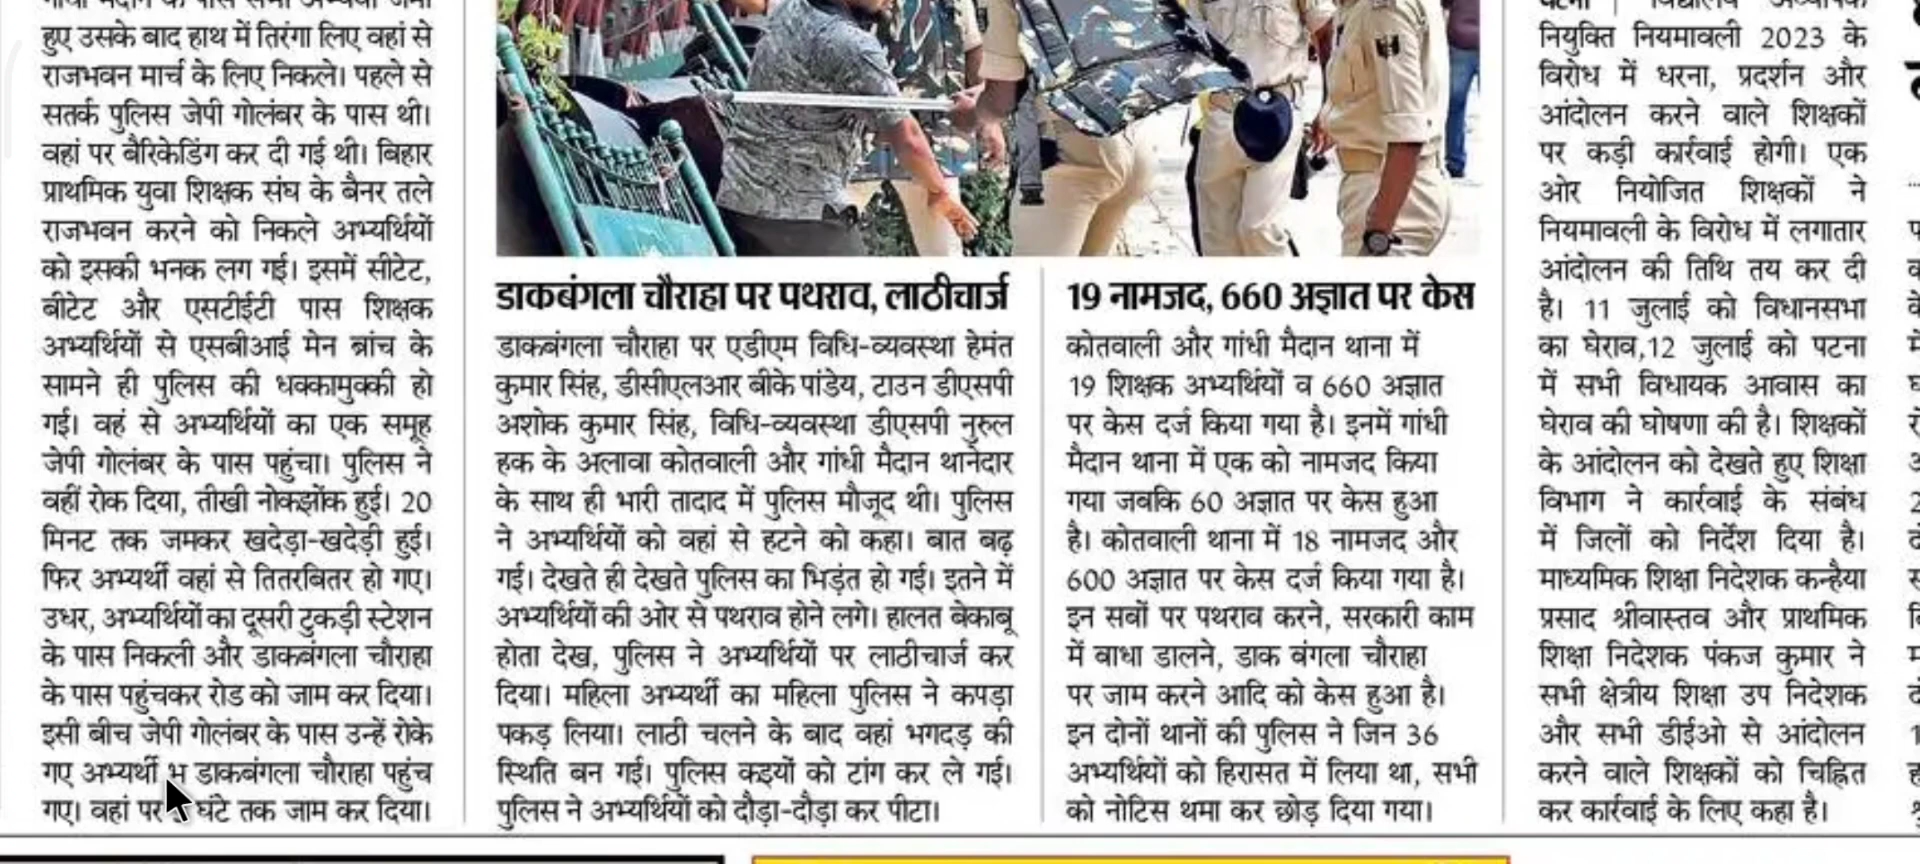 हुए उसके बाद हाथ में तिरंगा लिए वहां से
राजभवन मार्च के लिए निकले। पहले से
सतर्क पुलिस जेपी गोलंबर के पास थी।
वहां पर बैरिकेडिंग कर दी गई थी। बिहार
प्राथमिक युवा शिक्षक संघ के बैनर तले
राजभवन करने को निकले अभ्यर्थियों
को इसकी भनक लग गई। इसमें सीटेट,
बीटेट और एसटीईटी पास शिक्षक
अभ्यर्थियों से एसबीआई मेन ब्रांच के
सामने ही पुलिस की धक्कामुक्की हो
गई। वहं से अभ्यर्थियों का एक समूह
जेपी गोलंबर के पास पहुंचा। पुलिस ने
वहीं रोक दिया, तीखी नोकझोंक हुई। 20
मिनट तक जमकर खदेड़ा-खदेड़ी हुई।
फिर अभ्यर्थी वहां से तितरबितर हो गए।
उधर, अभ्यर्थियों का दूसरी टुकड़ी स्टेशन
के पास निकली और डाकबंगला चौराहा
के पास पहुंचकर रोड को जाम कर दिया।
इसी बीच जेपी गोलंबर के पास उन्हें रोके
गए अभ्यर्थी डाकबंगला चौराहा पहुंच
गए। वहां पर घंटे तक जाम कर दिया।
डाकबंगला चौराहा पर पथराव, लाठीचार्ज
डाकबंगला चौराहा पर एडीएम विधि-व्यवस्था हेमंत
कुमार सिंह, डीसीएलआर बीके पांडेय, टाउन डीएसपी
अशोक कुमार सिंह, विधि-व्यवस्था डीएसपी नुरुल
हक के अलावा कोतवाली और गांधी मैदान थानेदार
के साथ ही भारी तादाद में पुलिस मौजूद थी। पुलिस
ने अभ्यर्थियों को वहां से हटने को कहा। बात बढ़
गई। देखते ही देखते पुलिस का भिड़ंत हो गई। इतने में
अभ्यर्थियों की ओर से पथराव होने लगे। हालत बेकाबू
होता देख, पुलिस ने अभ्यर्थियों पर लाठीचार्ज कर
दिया। महिला अभ्यर्थी का महिला पुलिस ने कपड़ा
पकड़ लिया। लाठी चलने के बाद वहां भगदड़ की
स्थिति बन गई। पुलिस कइयों को टांग कर ले गई।
पुलिस ने अभ्यर्थियों को दौड़ा-दौड़ा कर पीटा।
19 नामजद, 660 अज्ञात पर केस
कोतवाली और गांधी मैदान थाना में
19 शिक्षक अभ्यर्थियों व 660 अज्ञात
पर केस दर्ज किया गया है। इनमें गांधी
मैदान थाना में एक को नामजद किया
गया जबकि 60 अज्ञात पर केस हुआ
है। कोतवाली थाना में 18 नामजद और
600 अज्ञात पर केस दर्ज किया गया है।
इन सबों पर पथराव करने, सरकारी काम
में बाधा डालने, डाक बंगला चौराहा
पर जाम करने आदि को केस हुआ है।
इन दोनों थानों की पुलिस ने जिन 36
अभ्यर्थियों को हिरासत में लिया था, सभी
को नोटिस थमा कर छोड़ दिया गया।
नियुक्ति नियमावली 2023 के
विरोध में धरना, प्रदर्शन और
आंदोलन करने वाले शिक्षकों
पर कड़ी कार्रवाई होगी। एक
ओर नियोजित शिक्षकों ने
नियमावली के विरोध में लगातार
आंदोलन की तिथि तय कर दी
है। 11 जुलाई को विधानसभा
का घेराव,12 जुलाई को पटना
में सभी विधायक आवास का
घेराव की घोषणा की है। शिक्षकों
के आंदोलन को देखते हुए शिक्षा
विभाग ने कार्रवाई के संबंध
में जिलों को निर्देश दिया है।
माध्यमिक शिक्षा निदेशक कन्हैया
प्रसाद श्रीवास्तव और प्राथमिक
शिक्षा निदेशक पंकज कुमार ने
सभी क्षेत्रीय शिक्षा उप निदेशक
और सभी डीईओ से आंदोलन
करने वाले शिक्षकों को चिह्नित
कर कार्रवाई के लिए कहा है।